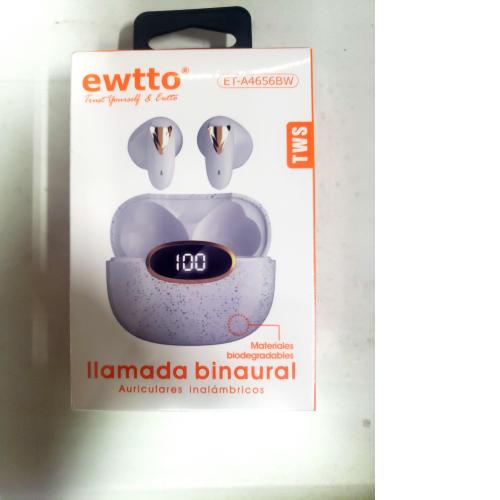 ewtto®
Trust Yourself & Ewtto
ET-A4656BW
TWS
100
Materiales
biodegradables
llamada binaural
Auriculares inalámbricos